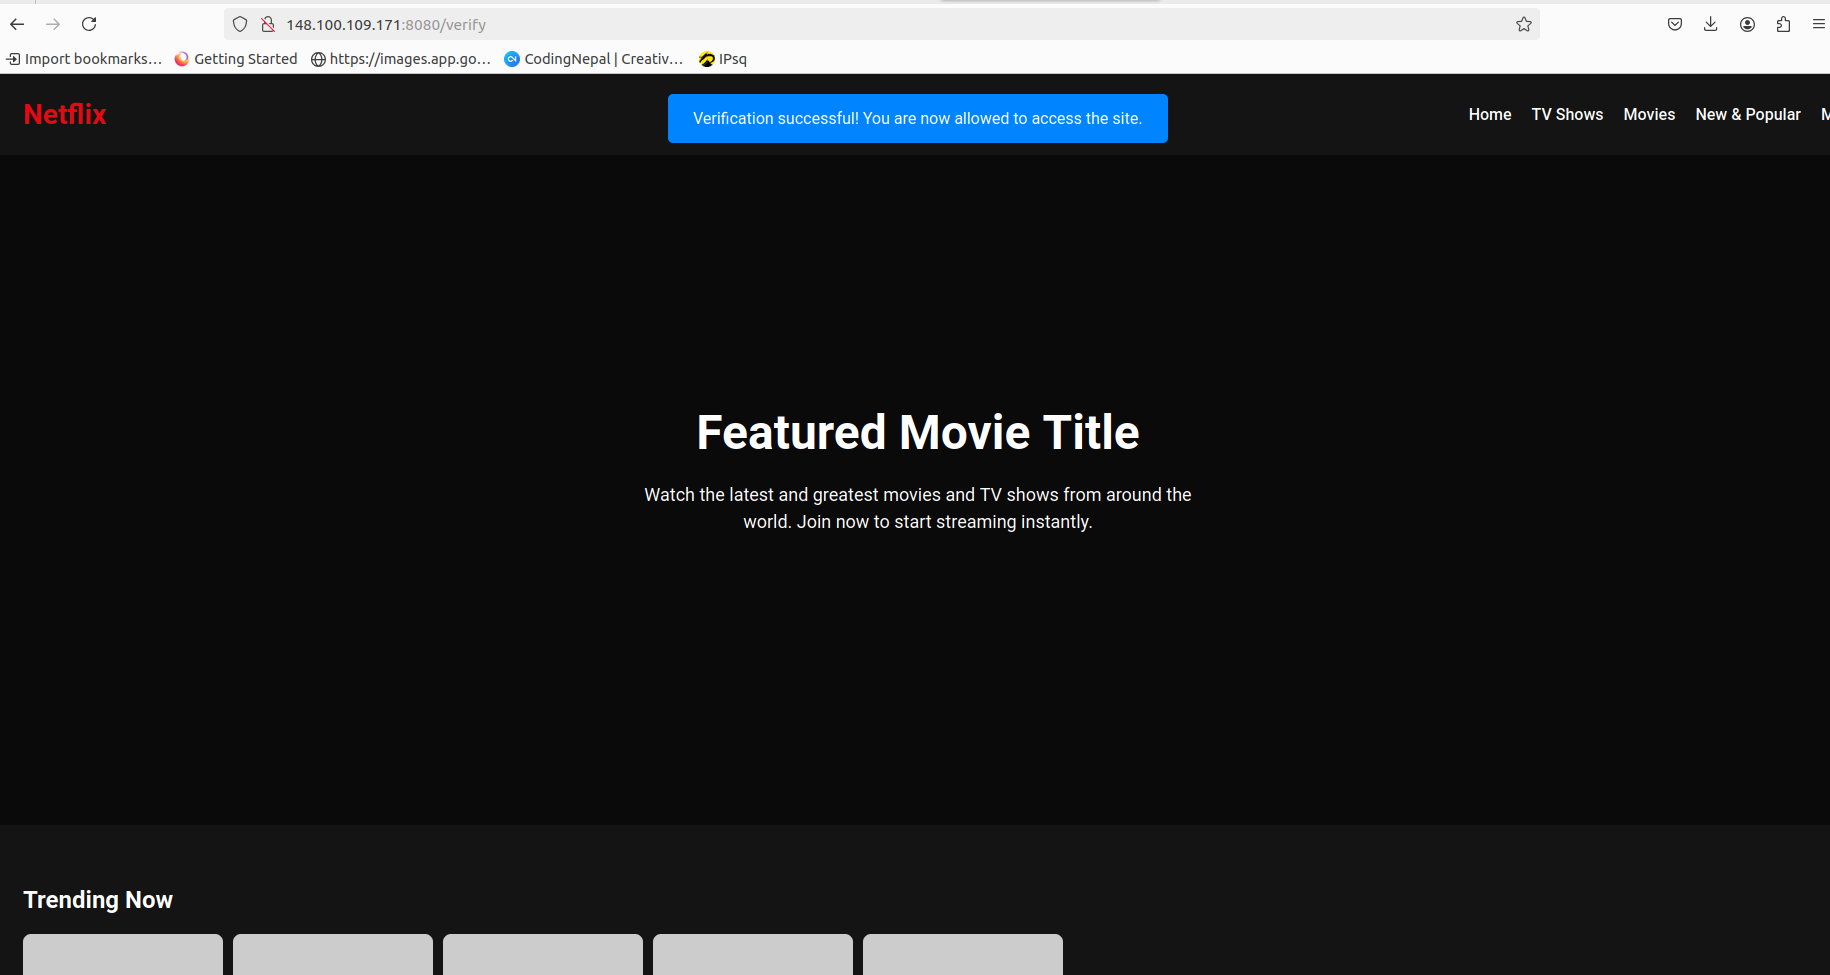 148.100.109.171:8080/verify
Import bookmarks... Getting Started https://images.app.go... CodingNepal | Creativ... IPsq
Netflix
Verification successful! You are now allowed to access the site.
Home TV Shows Movies New & Popular M
Featured Movie Title
Watch the latest and greatest movies and TV shows from around the
world. Join now to start streaming instantly.
Trending Now